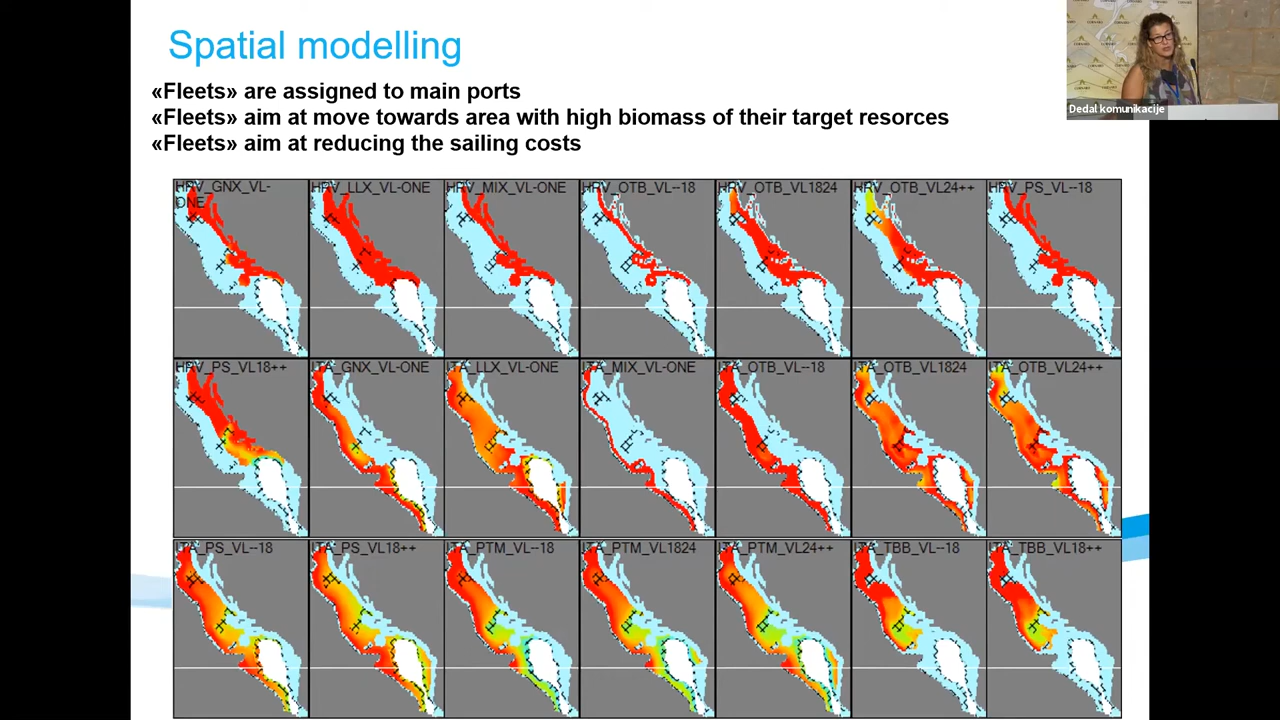 Spatial modelling
«Fleets» are assigned to main ports
«Fleets» aim at move towards area with high biomass of their target resorces
«Fleets» aim at reducing the sailing costs
Dedal komunikacije
HRV_GNX_VL-
ONE
HRV_LLX_VL-ONE
HRV_MIX_VL-ONE
HRV_OTB_VL--18
HRV_OTB_VL1824
HRV_OTB_VL24++
HRV_PS_VL--18
HRV_PS_VL18++
ITA_GNX_VL-ONE
ITA_LLX_VL-ONE
ITA_MIX_VL-ONE
ITA_OTB_VL--18
ITA_OTB_VL1824
ITA_OTB_VL24++
ITA_PS_VL--18
ITA_PS_VL18++
ITA_PTM_VL--18
ITA_PTM_VL1824
ITA_PTM_VL24++
ITA_TBB_VL--18
ITA_TBB_VL18++